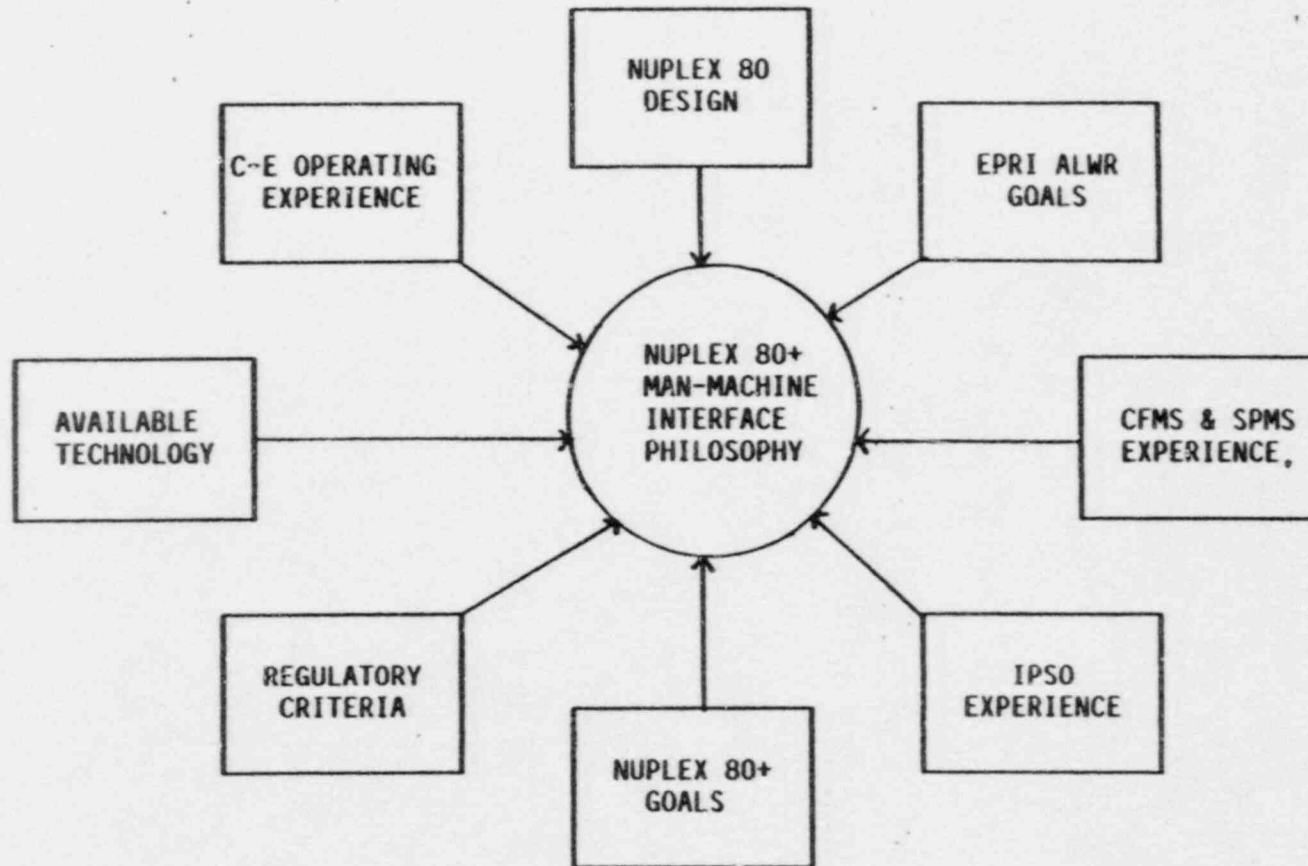 NUPLEX 80
DESIGN
C-E OPERATING
EXPERIENCE
EPRI ALWR
GOALS
NUPLEX 80+
MAN-MACHINE
INTERFACE
PHILOSOPHY
AVAILABLE
TECHNOLOGY
CFMS & SPMS
EXPERIENCE.
REGULATORY
CRITERIA
IPSO
EXPERIENCE
NUPLEX 80+
GOALS